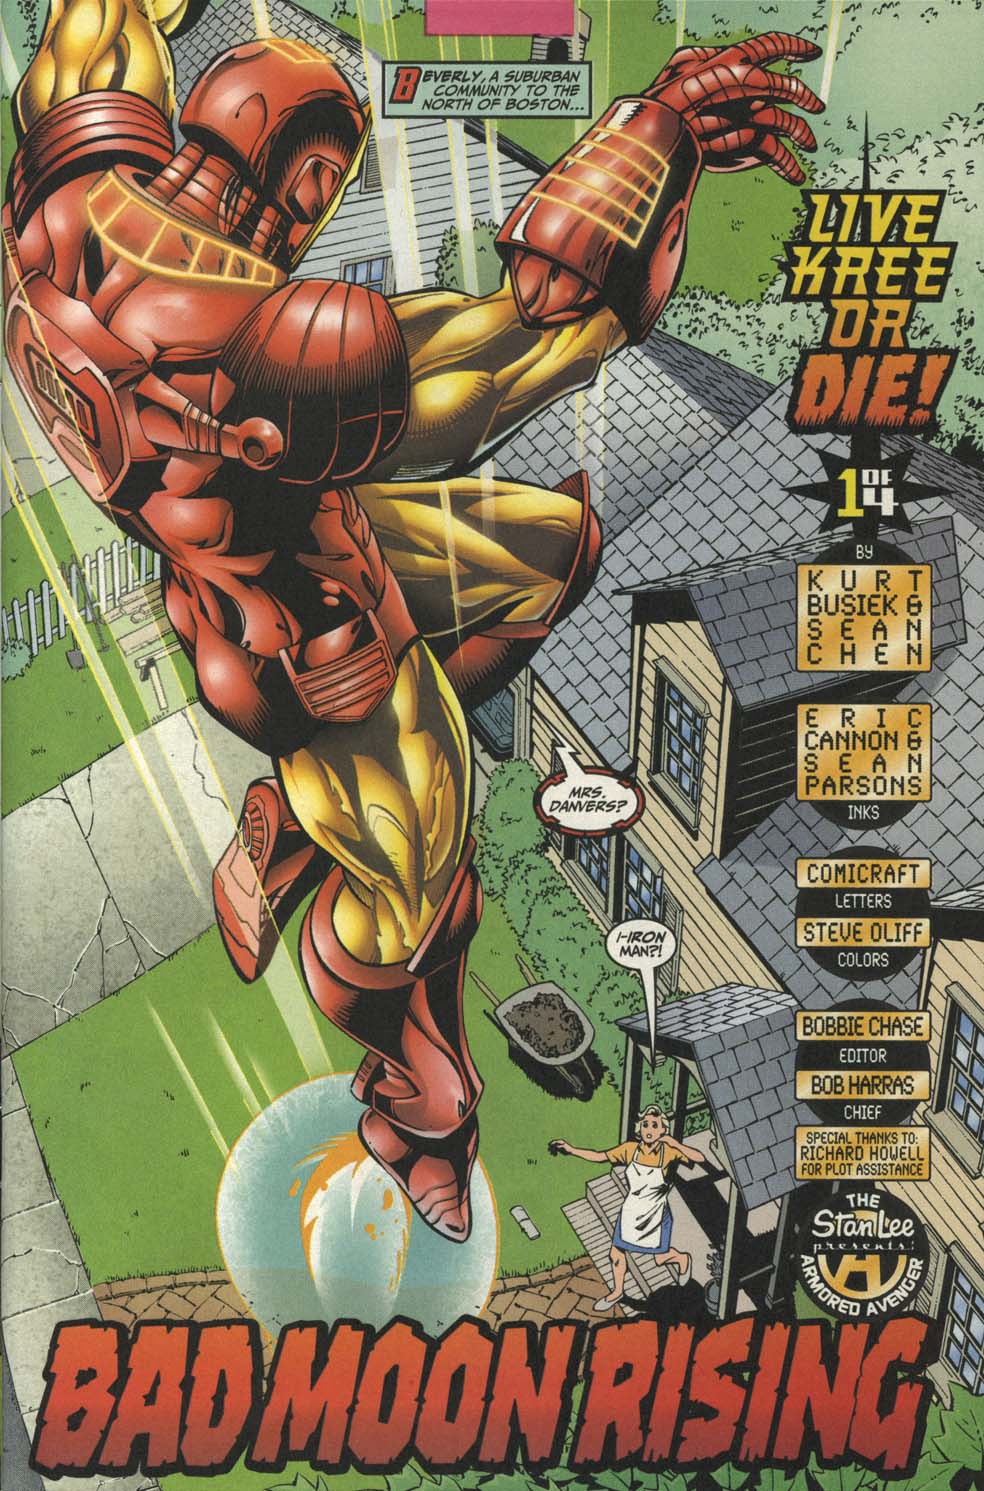 BEVERLY, A SUBURBAN
COMMUNITY TO THE
NORTH OF BOSTON...
LIVE
KREE
OR
DIE!
1 OF 4
BY
KURT
BUSIEK &
SEAN
CHEN
ERIC
CANNON &
SEAN
PARSONS
INKS
MRS.
DANVERS?
COMICRAFT
LETTERS
STEVE OLIFF
COLORS
I-IRON
MAN?!
BOBBIE CHASE
EDITOR
BOB HARRAS
CHIEF
SPECIAL THANKS TO:
RICHARD HOWELL
FOR PLOT ASSISTANCE
THE
Stan Lee
presents:
ARMORED AVENGER
BAD MOON RISING